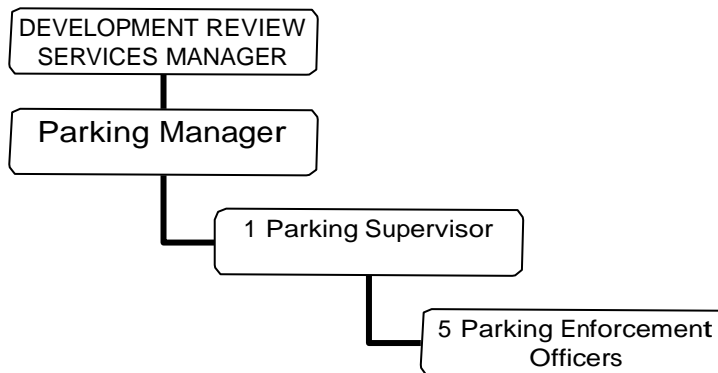 DEVELOPMENT REVIEW
SERVICES MANAGER
Parking Manager
1 Parking Supervisor
5 Parking Enforcement
Officers